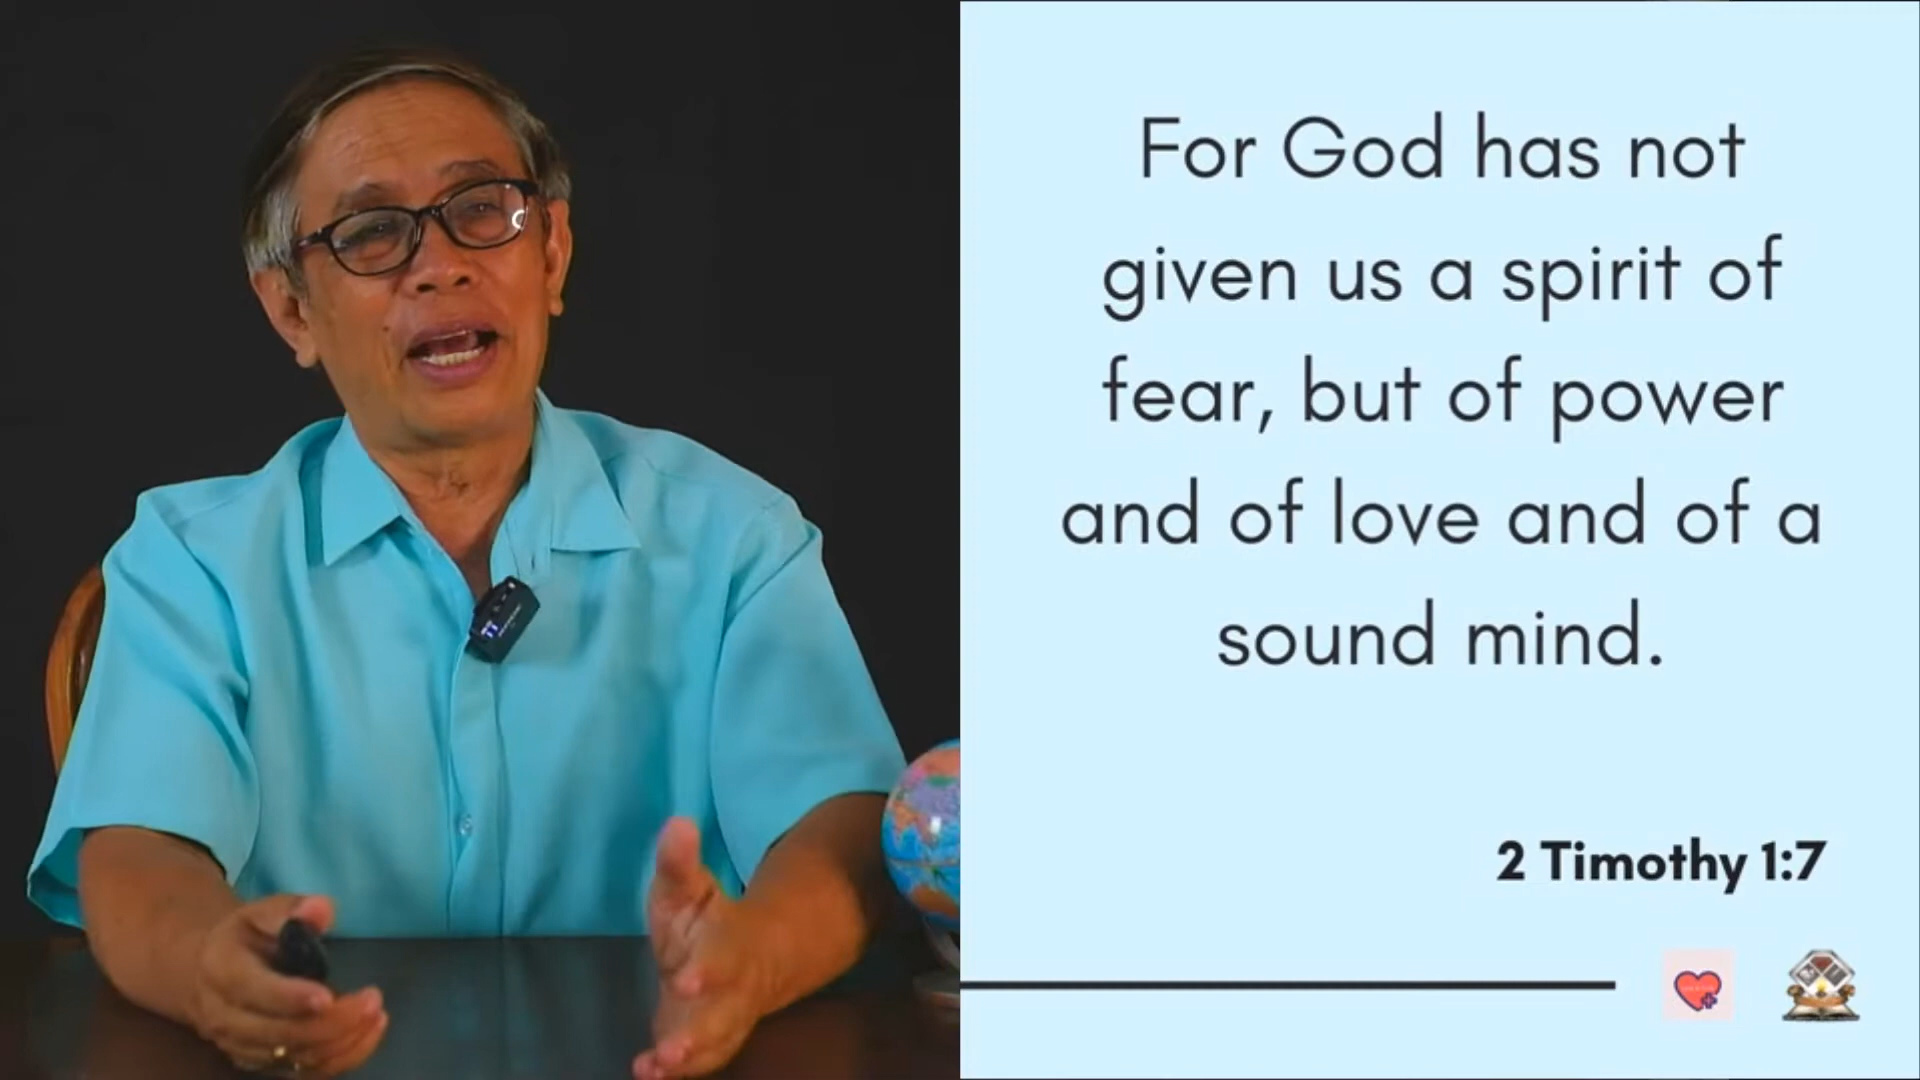 For God has not
given us a spirit of
fear, but of power
and of love and of a
sound mind.
2 Timothy 1:7